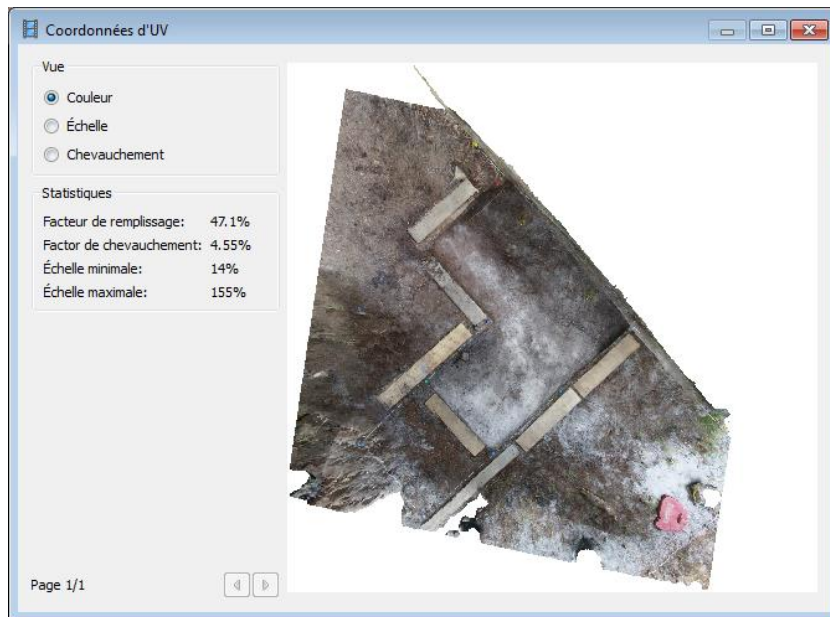 Coordonnées d'UV
Vue
Couleur
Échelle
Chevauchement
Statistiques
Facteur de remplissage: 47.1%
Factor de chevauchement: 4.55%
Échelle minimale: 14%
Échelle maximale: 155%
Page 1/1